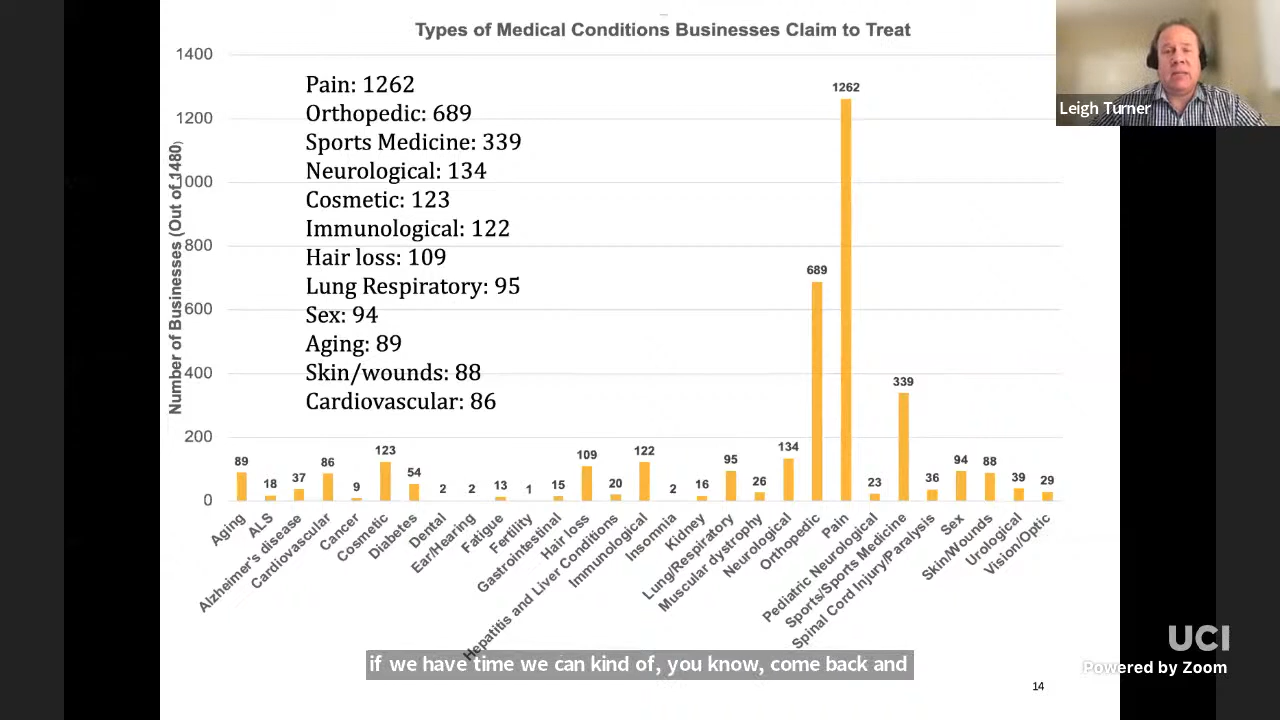 Types of Medical Conditions Businesses Claim to Treat
Leigh Turner
Number of Businesses (Out of 1480)
1400
1200
1000
800
600
400
200
0
Pain: 1262
Orthopedic: 689
Sports Medicine: 339
Neurological: 134
Cosmetic: 123
Immunological: 122
Hair loss: 109
Lung Respiratory: 95
Sex: 94
Aging: 89
Skin/wounds: 88
Cardiovascular: 86
89
18
37
86
9
123
54
2
2
13
1
15
109
20
122
2
16
95
26
134
689
1262
23
339
36
94
88
39
29
Aging
ALS
Alzheimer's disease
Cardiovascular
Cancer
Cosmetic
Diabetes
Dental
Ear/Hearing
Fatigue
Fertility
Gastrointestinal
Hair loss
Hepatitis and Liver Conditions
Immunological
Insomnia
Kidney
Lung/Respiratory
Muscular dystrophy
Neurological
Orthopedic
Pain
Pediatric Neurological
Sports/Sports Medicine
Spinal Cord Injury/Paralysis
Sex
Skin/Wounds
Urological
Vision/Optic
if we have time we can kind of, you know, come back and
UCI
Powered by Zoom
14